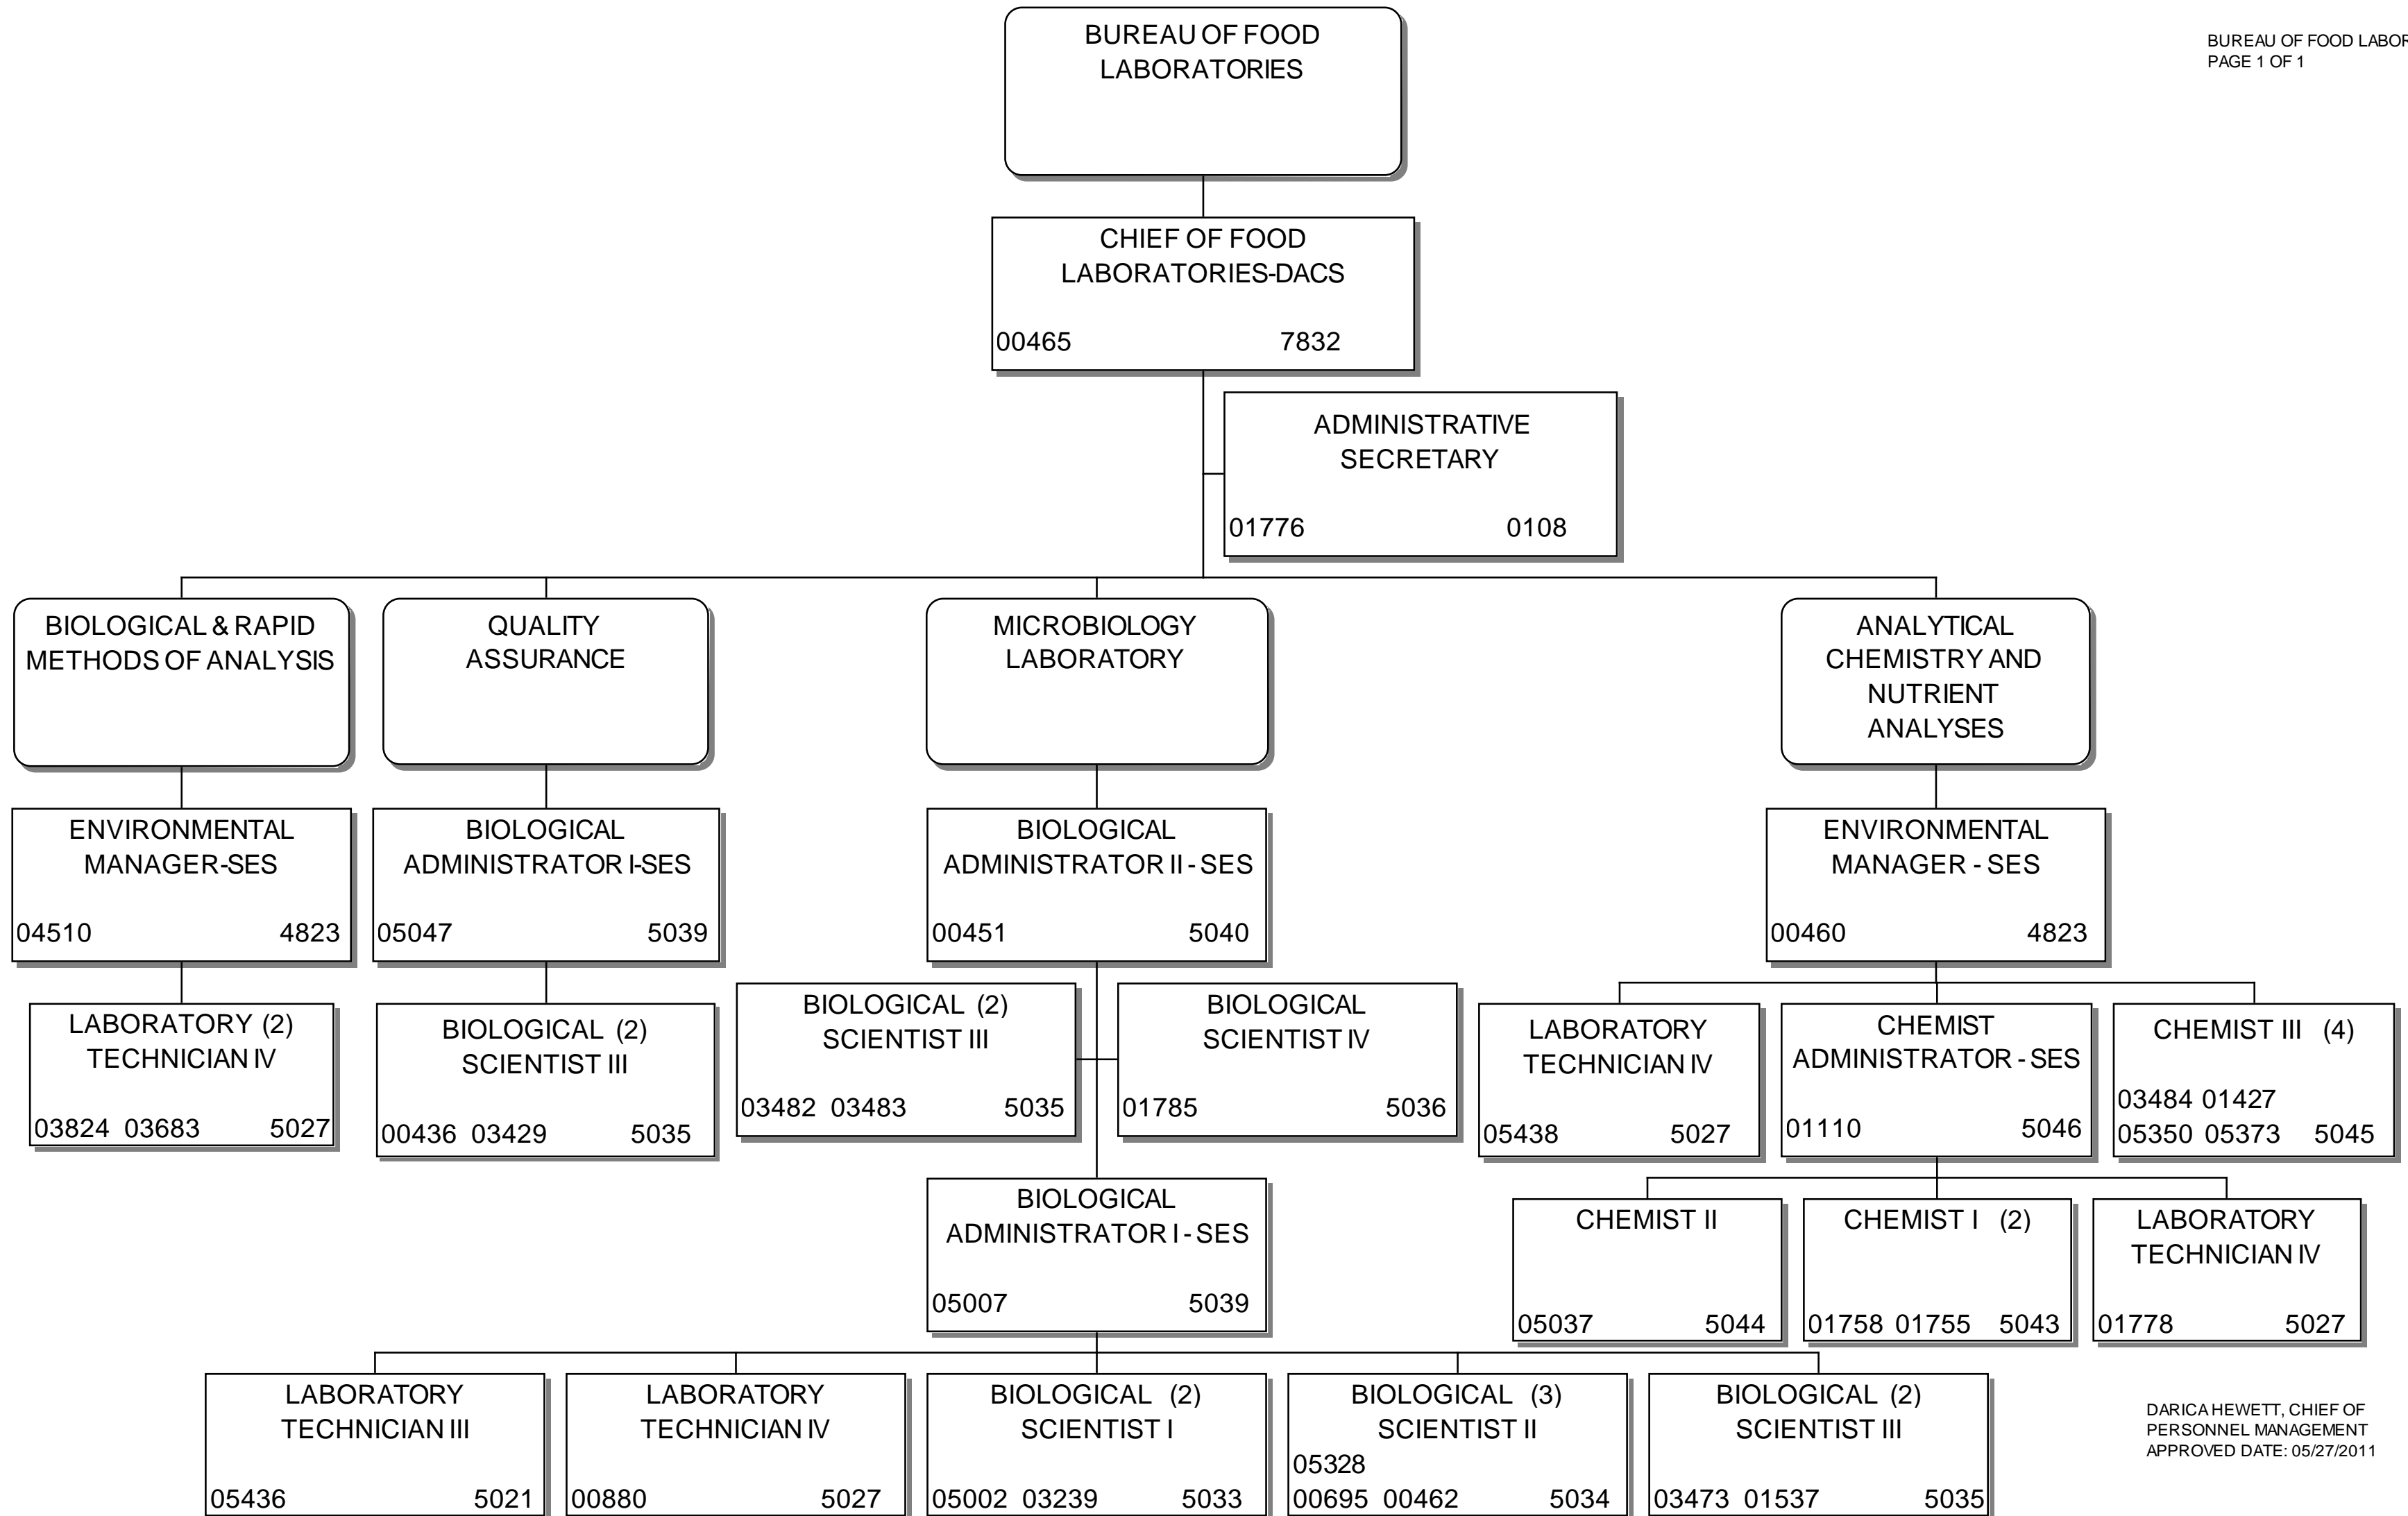 BUREAU OF FOOD
LABORATORIES
BUREAU OF FOOD LABOR
PAGE 1 OF 1
CHIEF OF FOOD
LABORATORIES-DACS
00465 7832
ADMINISTRATIVE
SECRETARY
01776 0108
BIOLOGICAL & RAPID
METHODS OF ANALYSIS
QUALITY
ASSURANCE
MICROBIOLOGY
LABORATORY
ANALYTICAL
CHEMISTRY AND
NUTRIENT
ANALYSES
ENVIRONMENTAL
MANAGER-SES
04510 4823
BIOLOGICAL
ADMINISTRATOR I-SES
05047 5039
BIOLOGICAL
ADMINISTRATOR II - SES
00451 5040
ENVIRONMENTAL
MANAGER - SES
00460 4823
LABORATORY (2)
TECHNICIAN IV
03824 03683 5027
BIOLOGICAL (2)
SCIENTIST III
00436 03429 5035
BIOLOGICAL (2)
SCIENTIST III
03482 03483 5035
BIOLOGICAL
SCIENTIST IV
01785 5036
LABORATORY
TECHNICIAN IV
05438 5027
CHEMIST
ADMINISTRATOR - SES
01110 5046
CHEMIST III (4)
03484 01427
05350 05373 5045
BIOLOGICAL
ADMINISTRATOR I - SES
05007 5039
CHEMIST II
05037 5044
CHEMIST I (2)
01758 01755 5043
LABORATORY
TECHNICIAN IV
01778 5027
LABORATORY
TECHNICIAN III
05436 5021
LABORATORY
TECHNICIAN IV
00880 5027
BIOLOGICAL (2)
SCIENTIST I
05002 03239 5033
BIOLOGICAL (3)
SCIENTIST II
05328
00695 00462 5034
BIOLOGICAL (2)
SCIENTIST III
03473 01537 5035
DARICA HEWETT, CHIEF OF
PERSONNEL MANAGEMENT
APPROVED DATE: 05/27/2011